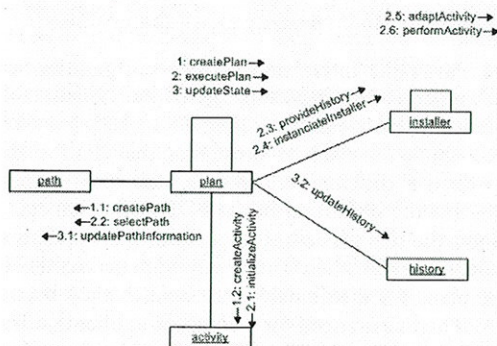 2.5: adaptActivity
2.6: performActivity
1: createPlan
2: executePlan
3: updateState
2.3: provideHistory
2.4: instanciateInstaller
installer
path
plan
1.1: createPath
2.2: selectPath
3.1: updatePathInformation
3.2: updateHistory
1.2: createActivity
2.1: initializeActivity
history
activity